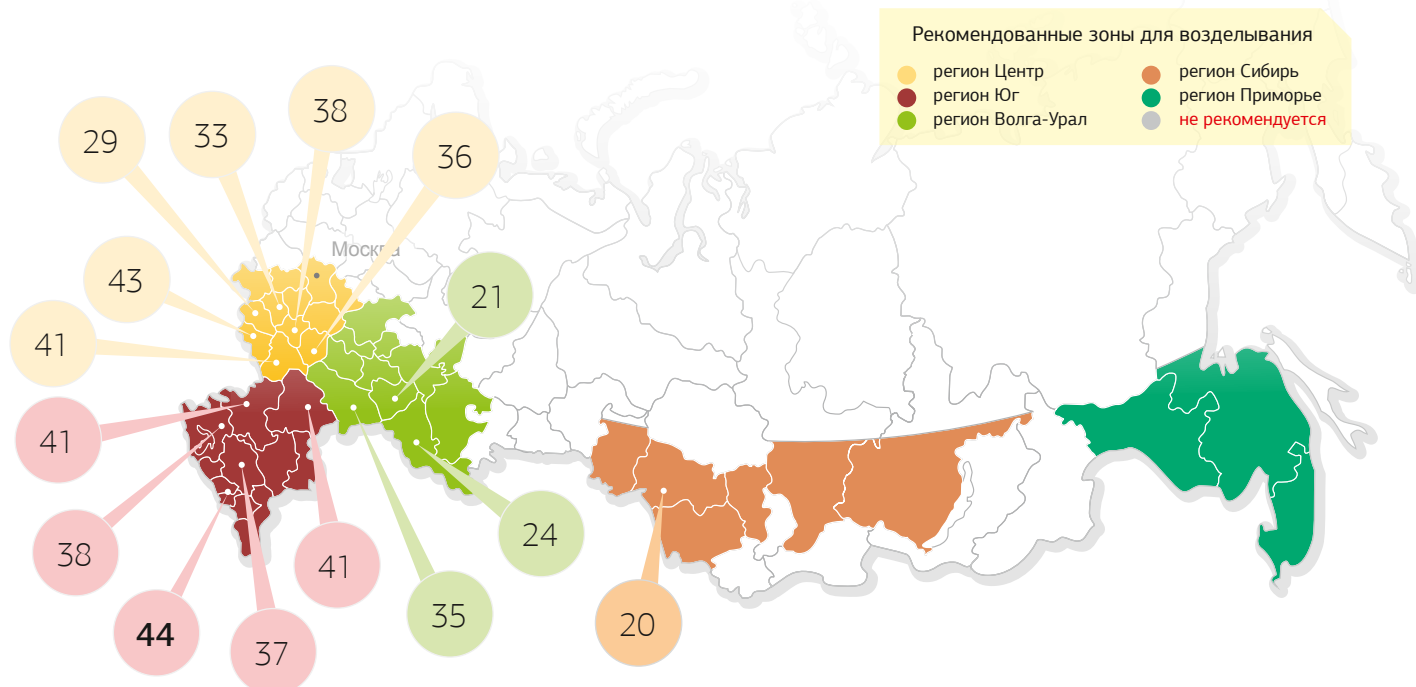 Рекомендованные зоны для возделывания
регион Центр
регион Юг
регион Волга-Урал
регион Сибирь
регион Приморье
не рекомендуется
38
33
29
36
Москва
43
21
41
41
24
38
41
35
44
37
20